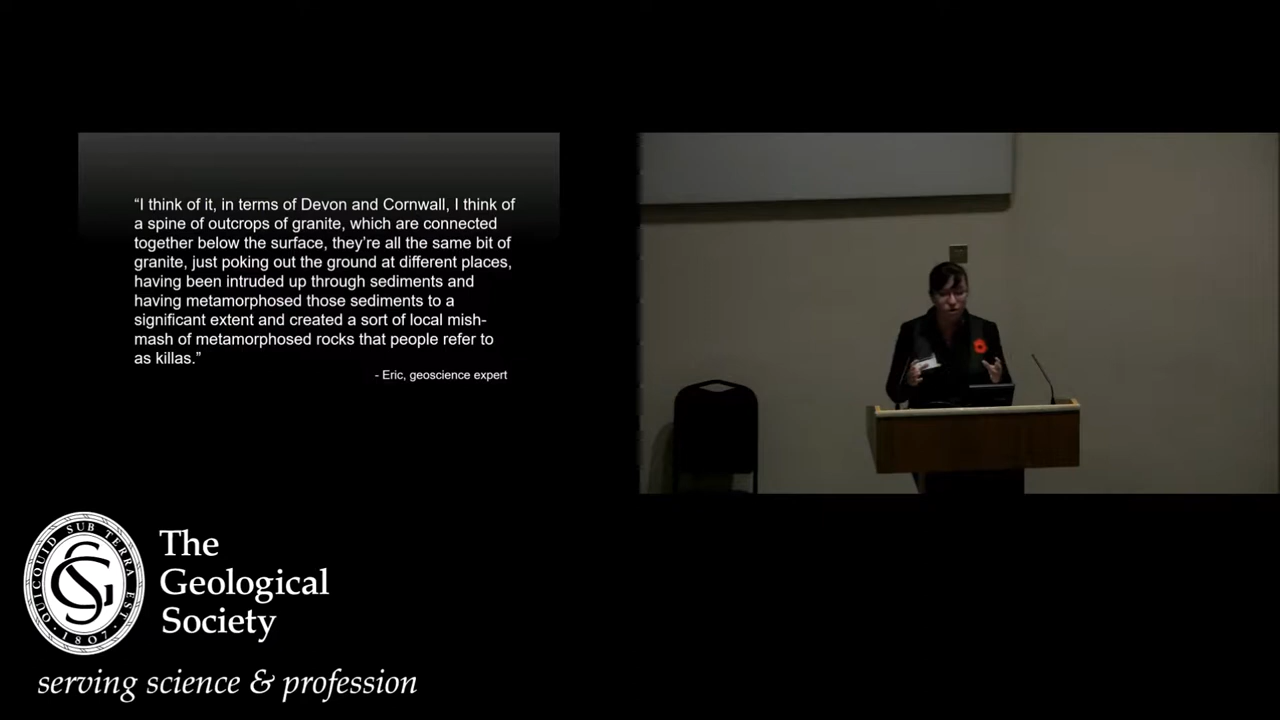 “I think of it, in terms of Devon and Cornwall, I think of
a spine of outcrops of granite, which are connected
together below the surface, they’re all the same bit of
granite, just poking out the ground at different places,
having been intruded up through sediments and
having metamorphosed those sediments to a
significant extent and created a sort of local mish-
mash of metamorphosed rocks that people refer to
as killas.”
- Eric, geoscience expert
QUICQUID SUB TERRA EST
1807
GS
The
Geological
Society
serving science & profession